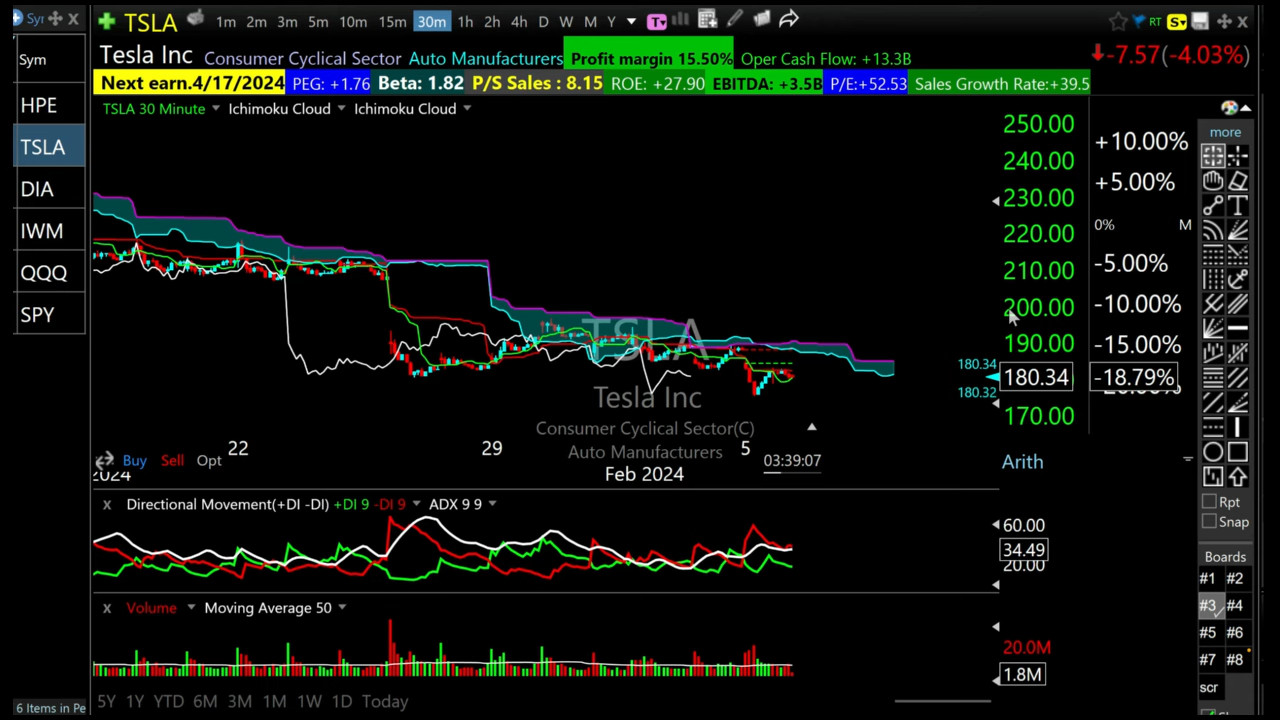 Sy
TSLA 1m 2m 3m 5m 10m 15m 30m 1h 2h 4h D W M Y T RT S
Sym
HPE
TSLA
DIA
IWM
QQQ
SPY
6 Items in Pe
Tesla Inc Consumer Cyclical Sector Auto Manufacturers Profit margin 15.50% Oper Cash Flow: +13.3B
-7.57(-4.03%)
Next earn.4/17/2024 PEG: +1.76 Beta: 1.82 P/S Sales : 8.15 ROE: +27.90 EBITDA: +3.5B P/E:+52.53 Sales Growth Rate:+39.5
TSLA 30 Minute Ichimoku Cloud Ichimoku Cloud
250.00
240.00
230.00
220.00
210.00
200.00
190.00
180.34
180.34
180.32
170.00
+10.00%
+5.00%
0% M
-5.00%
-10.00%
-15.00%
-18.79%
TSLA
Tesla Inc
Consumer Cyclical Sector(C)
Auto Manufacturers
22 29 5
Buy Sell Opt
03:39:07
2024 Feb 2024
Arith
Directional Movement(+DI -DI) +DI 9 -DI 9 ADX 9 9
60.00
34.49
20.00
Volume Moving Average 50
20.0M
1.8M
5Y 1Y YTD 6M 3M 1M 1W 1D Today
more
T
Rpt
Snap
Boards
#1 #2
#3 #4
#5 #6
#7 #8
scr